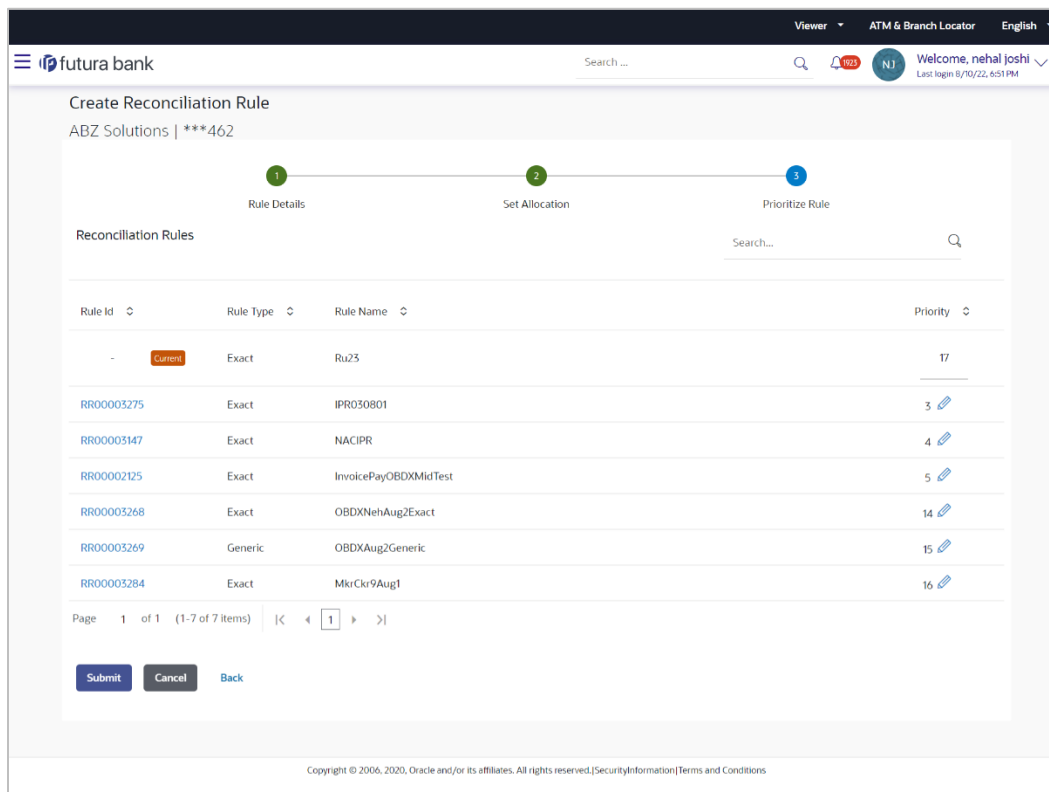 Viewer ATM & Branch Locator English
futura bank Search ... 1923 NJ Welcome, nehal joshi
Last login 8/10/22, 6:51 PM
Create Reconciliation Rule
ABZ Solutions | ***462
1 2 3
Rule Details Set Allocation Prioritize Rule
Reconciliation Rules Search...
Rule Id Rule Type Rule Name Priority
- Current Exact Ru23 17
RR00003275 Exact IPR030801 3
RR00003147 Exact NACIPR 4
RR00002125 Exact InvoicePayOBDXMidTest 5
RR00003268 Exact OBDXNehAug2Exact 14
RR00003269 Generic OBDXAug2Generic 15
RR00003284 Exact MkrCkr9Aug1 16
Page 1 of 1 (1-7 of 7 items) 1
Submit Cancel Back
Copyright © 2006, 2020, Oracle and/or its affiliates. All rights reserved.|SecurityInformation|Terms and Conditions